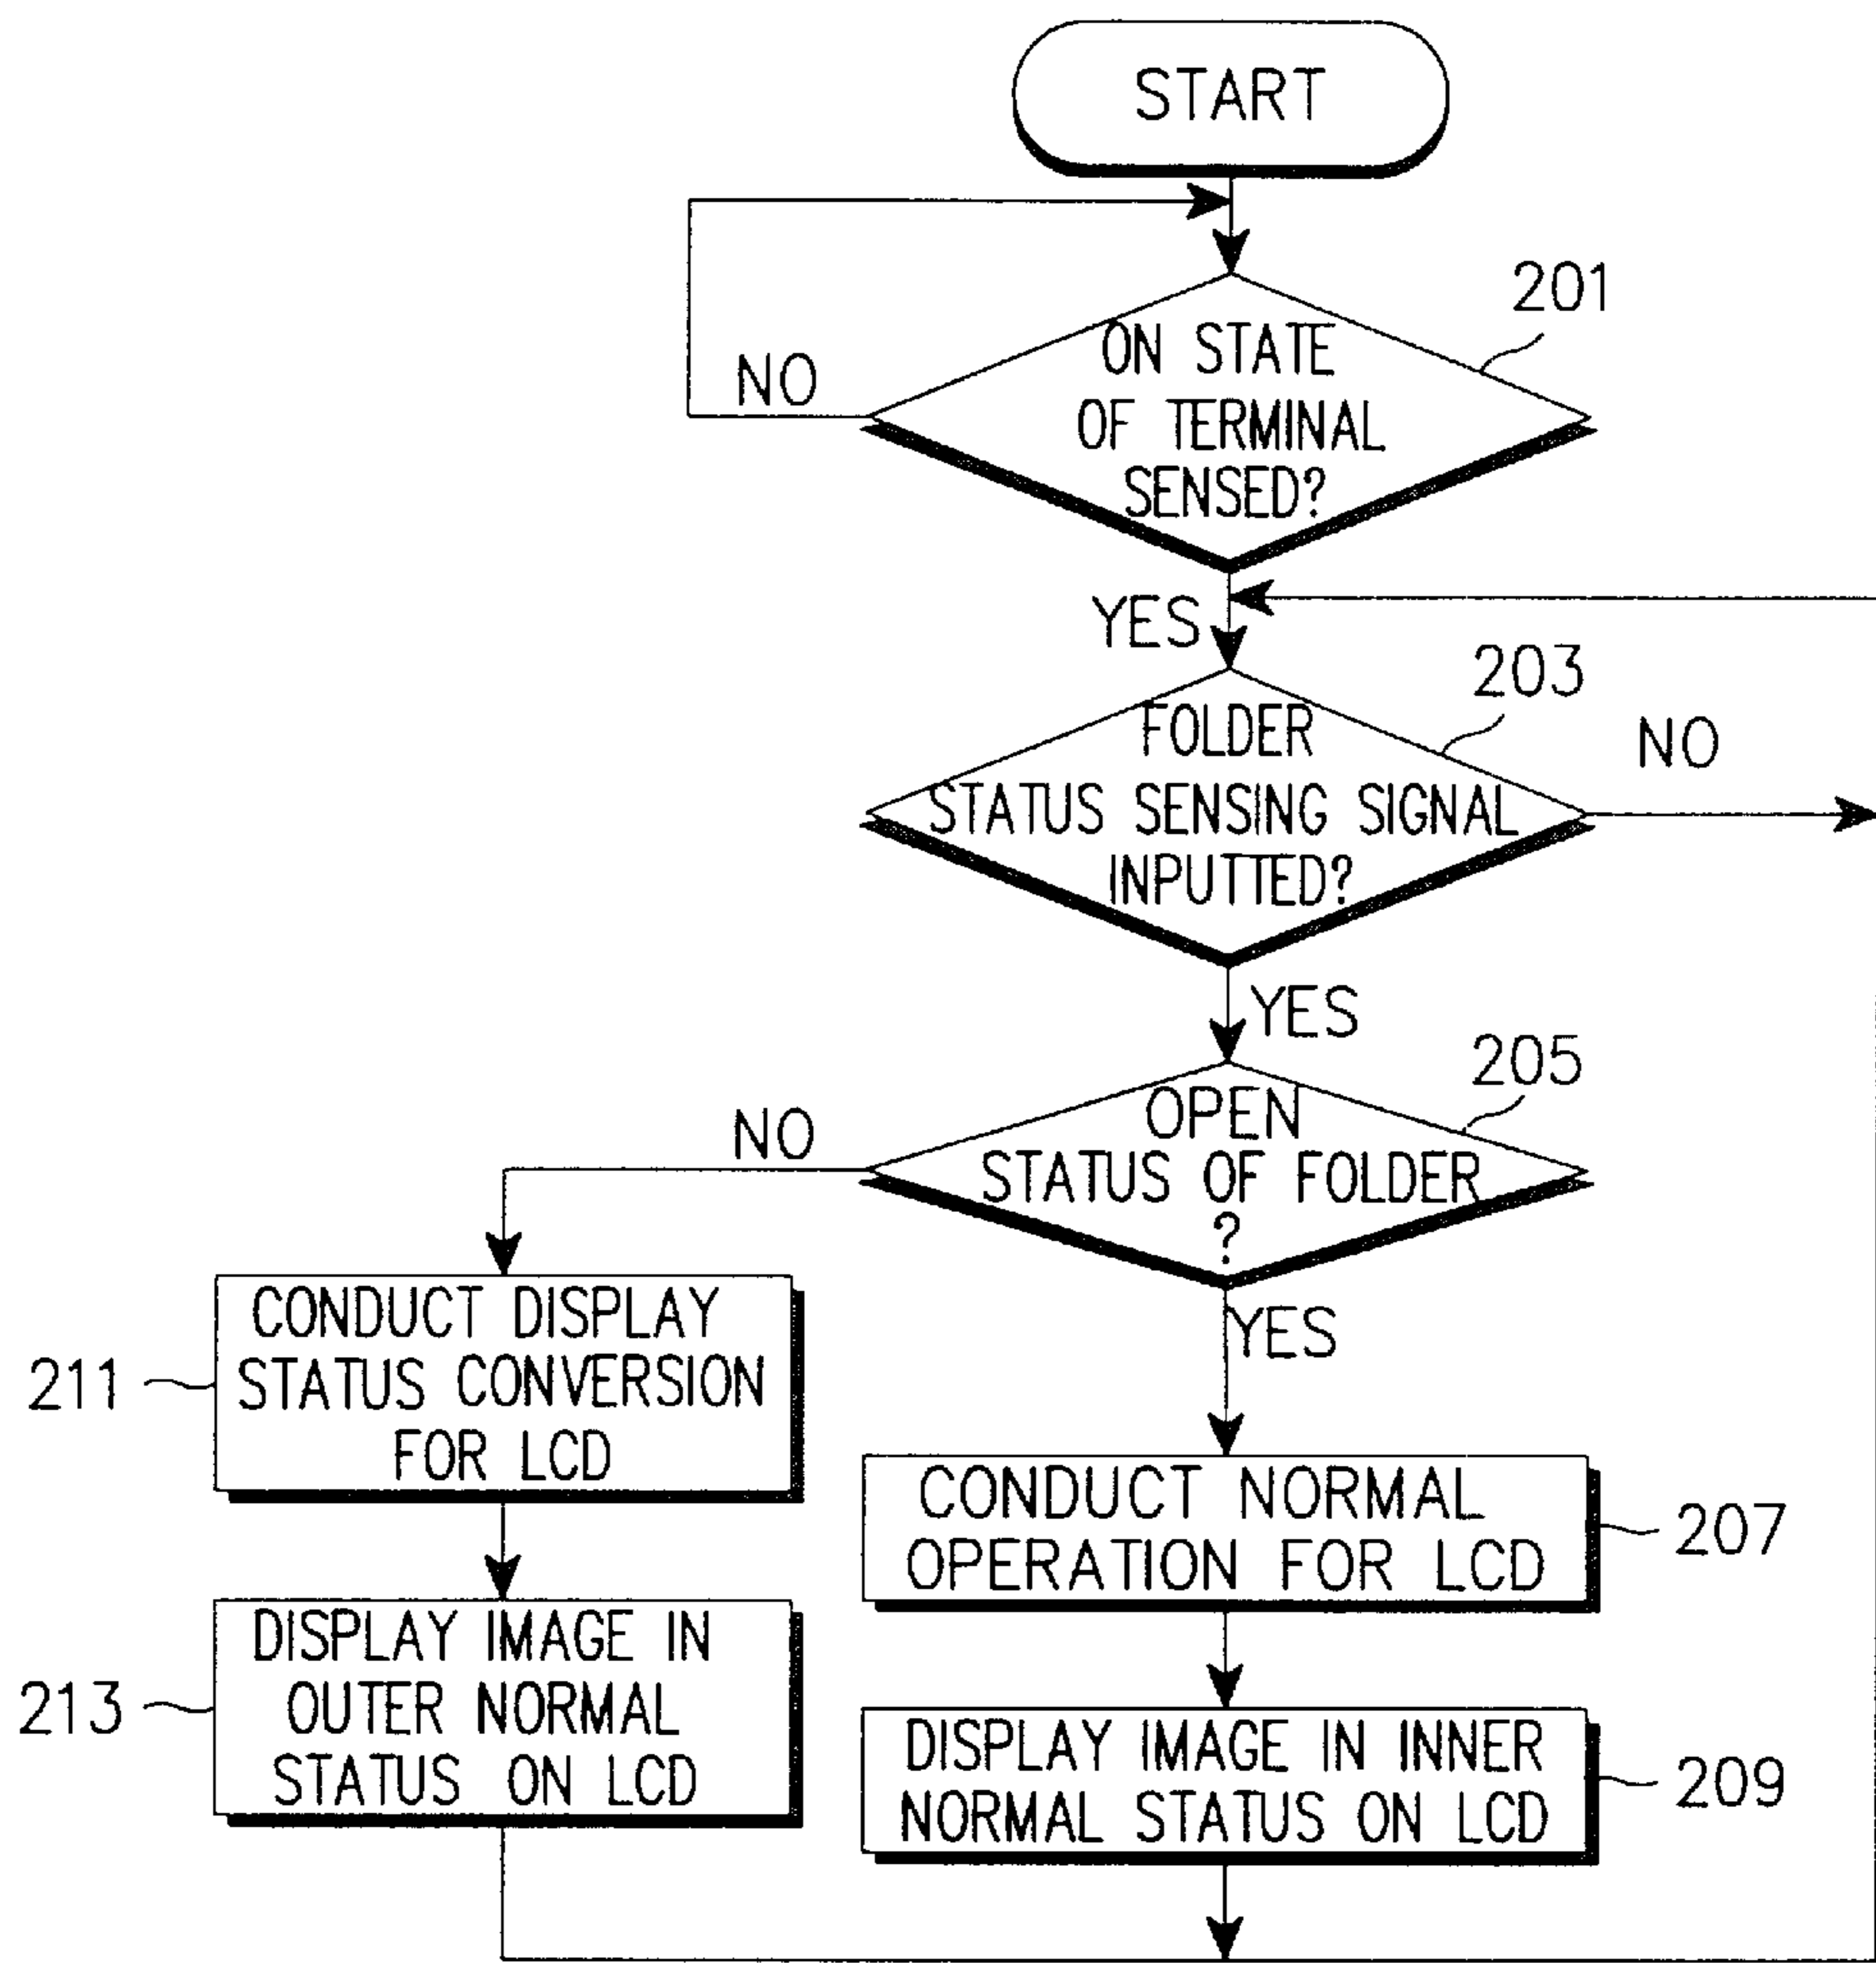 START
201
ON STATE
OF TERMINAL
SENSED?
NO
YES
203
FOLDER
STATUS SENSING SIGNAL
INPUTTED?
NO
YES
205
OPEN
STATUS OF FOLDER
?
NO
YES
211
CONDUCT DISPLAY
STATUS CONVERSION
FOR LCD
CONDUCT NORMAL
OPERATION FOR LCD
207
213
DISPLAY IMAGE IN
OUTER NORMAL
STATUS ON LCD
DISPLAY IMAGE IN INNER
NORMAL STATUS ON LCD
209